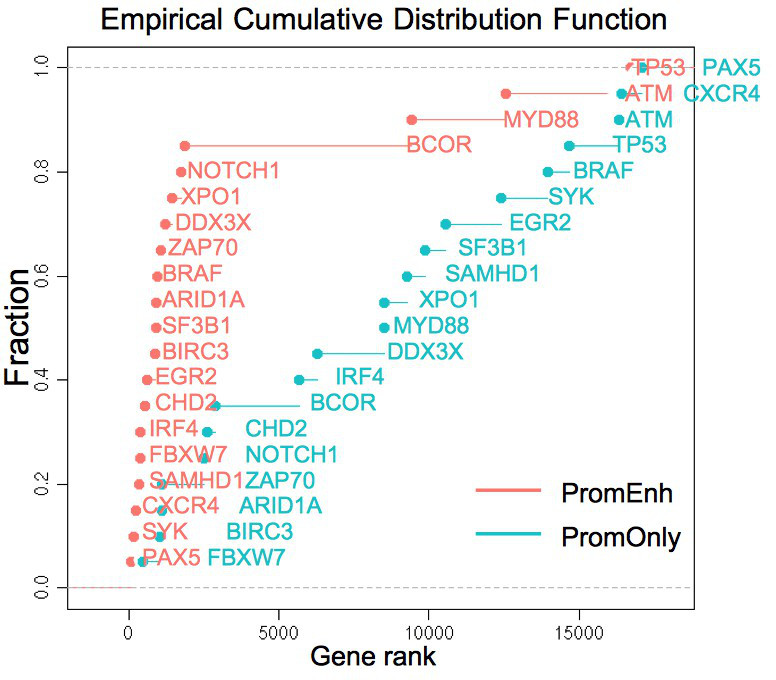 Empirical Cumulative Distribution Function
1.0 TP53 PAX5
ATM CXCR4
MYD88 ATM
BCOR TP53
0.8 NOTCH1 BRAF
XPO1 SYK
DDX3X EGR2
ZAP70 SF3B1
0.6 BRAF SAMHD1
ARID1A XPO1
SF3B1 MYD88
BIRC3 DDX3X
0.4 EGR2 IRF4
CHD2 BCOR
IRF4 CHD2
FBXW7 NOTCH1
0.2 SAMHD1 ZAP70
CXCR4 ARID1A
SYK BIRC3
PAX5 FBXW7
0.0
Fraction
PromEnh
PromOnly
0 5000 10000 15000
Gene rank